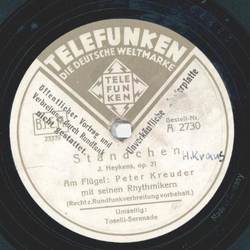 TELEFUNKEN
DIE DEUTSCHE WELTMARKE
TELE
FUN
KEN
Öffentlicher Vortrag und
Verbreitung durch Rundfunk
nicht gestattet.
Unverkäufliche
Bestell-Nr.
A 2730
Ständchen
H. Kraus
J. Heykens, op. 21
Am Flügel: Peter Kreuder
mit seinen Rhythmikern
(Recht z. Rundfunkverbreitung vorbehalt.)
Umseitig:
Toselli-Serenade